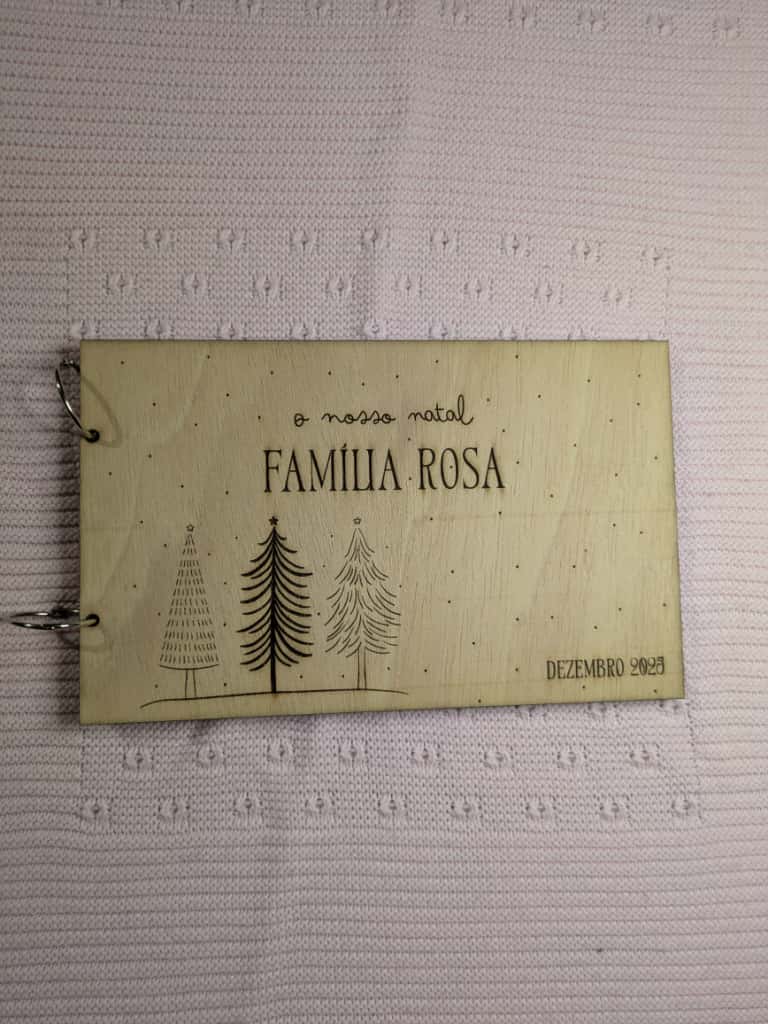 o nosso natal
FAMÍLIA ROSA
DEZEMBRO 2025